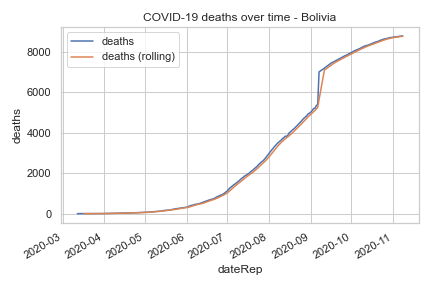 COVID-19 deaths over time - Bolivia
deaths
deaths (rolling)
8000
6000
4000
2000
0
deaths
2020-03
2020-04
2020-05
2020-06
2020-07
2020-08
2020-09
2020-10
2020-11
dateRep